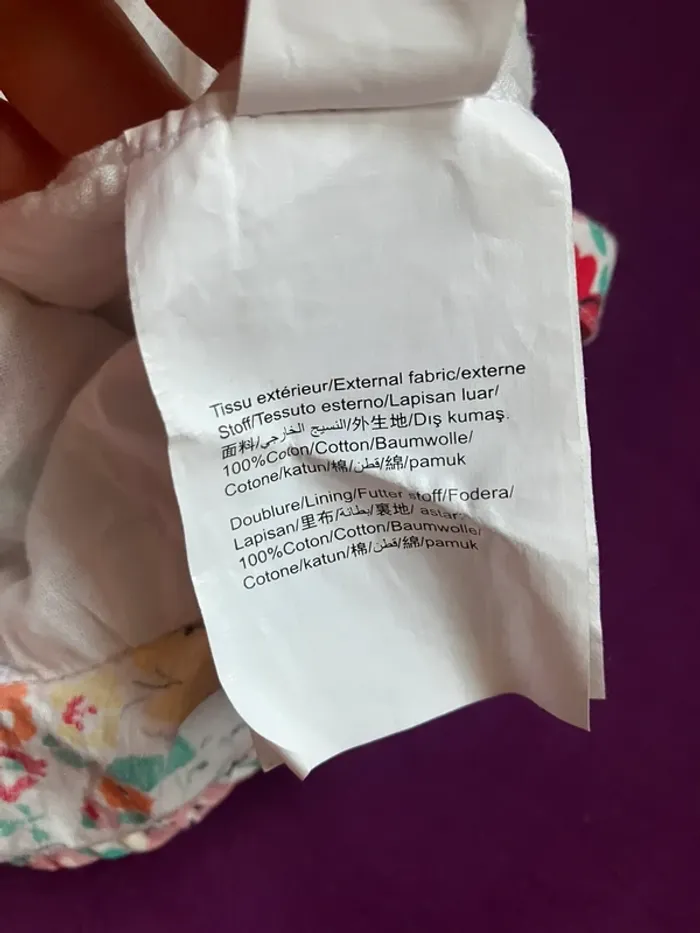 Tissu extérieur/External fabric/externe
Stoff/Tessuto esterno/Lapisan luar/
面料/النسيج الخارجي/外生地/Dış kumaş.
100%Coton/Cotton/Baumwolle/
Cotone/katun/棉/قطن/綿/pamuk
Doublure/Lining/Futter stoff/Fodera/
Lapisan/里布/بطانة/裏地/ astar:
100%Coton/Cotton/Baumwolle/
Cotone/katun/棉/قطن/綿/pamuk